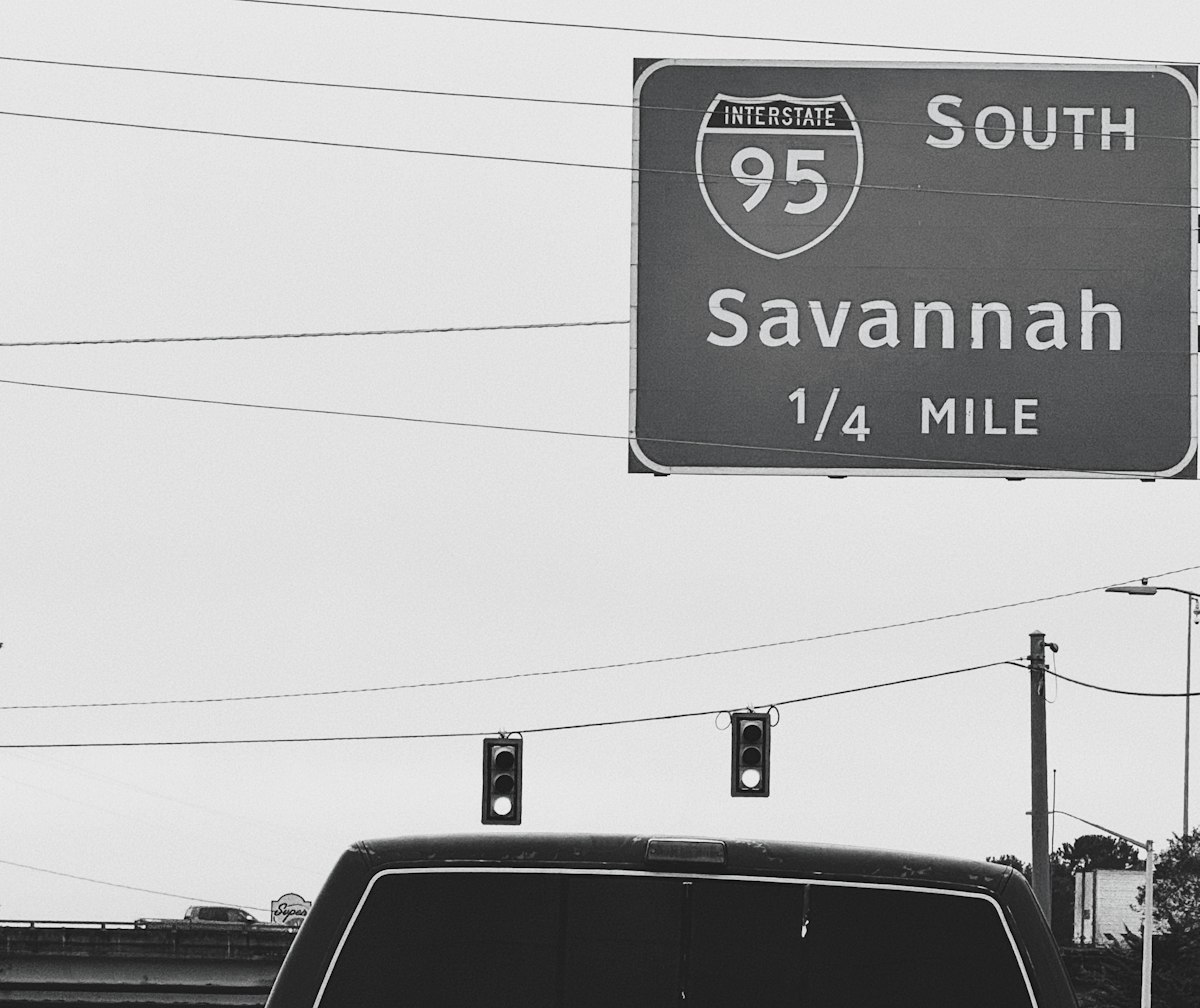 INTERSTATE
95
SOUTH
Savannah
1/4 MILE